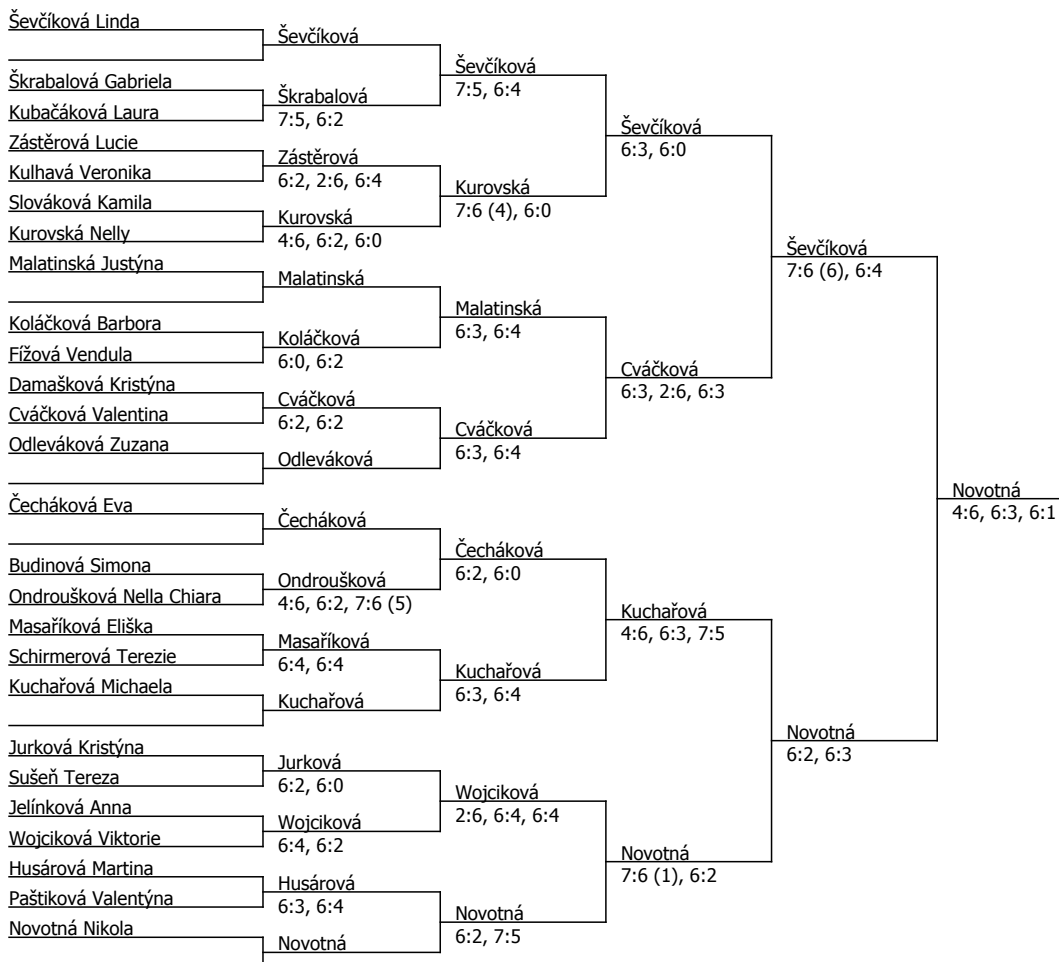 Ševčíková Linda
Škrabalová Gabriela
Kubačáková Laura
Zástěrová Lucie
Kulhavá Veronika
Slováková Kamila
Kurovská Nelly
Malatinská Justýna
Koláčková Barbora
Fížová Vendula
Damašková Kristýna
Cváčková Valentina
Odleváková Zuzana
Čecháková Eva
Budinová Simona
Ondroušková Nella Chiara
Masaříková Eliška
Schirmerová Terezie
Kuchařová Michaela
Jurková Kristýna
Sušeň Tereza
Jelínková Anna
Wojciková Viktorie
Husárová Martina
Paštiková Valentýna
Novotná Nikola
Ševčíková
Škrabalová
7:5, 6:2
Zástěrová
6:2, 2:6, 6:4
Kurovská
4:6, 6:2, 6:0
Malatinská
Koláčková
6:0, 6:2
Cváčková
6:2, 6:2
Odleváková
Čecháková
Ondroušková
4:6, 6:2, 7:6 (5)
Masaříková
6:4, 6:4
Kuchařová
Jurková
6:2, 6:0
Wojciková
6:4, 6:2
Husárová
6:3, 6:4
Novotná
Ševčíková
7:5, 6:4
Kurovská
7:6 (4), 6:0
Malatinská
6:3, 6:4
Cváčková
6:3, 6:4
Čecháková
6:2, 6:0
Kuchařová
6:3, 6:4
Wojciková
2:6, 6:4, 6:4
Novotná
6:2, 7:5
Ševčíková
6:3, 6:0
Cváčková
6:3, 2:6, 6:3
Kuchařová
4:6, 6:3, 7:5
Novotná
7:6 (1), 6:2
Ševčíková
7:6 (6), 6:4
Novotná
6:2, 6:3
Novotná
4:6, 6:3, 6:1